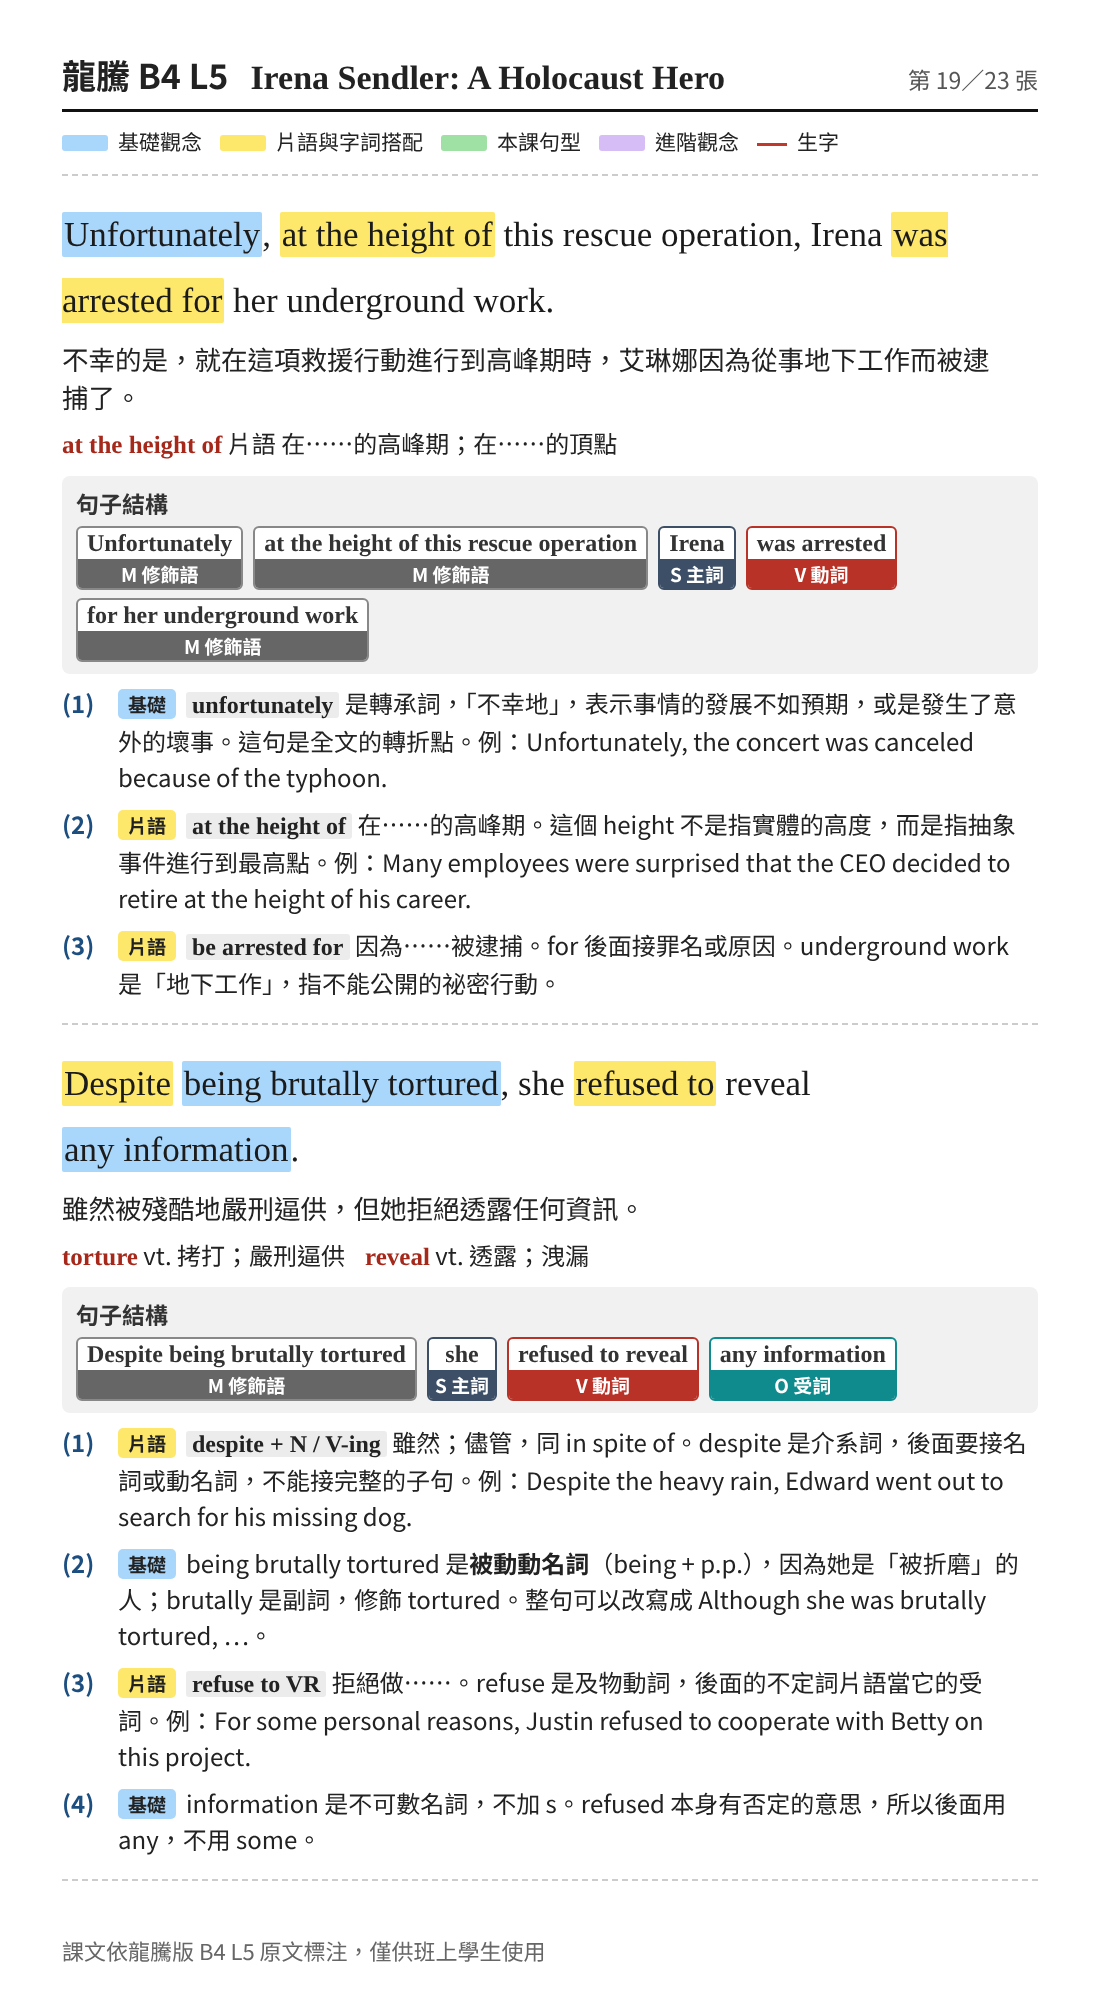 龍騰 B4 L5 Irena Sendler: A Holocaust Hero 第 19／23 張
基礎觀念 片語與字詞搭配 本課句型 進階觀念 生字
Unfortunately, at the height of this rescue operation, Irena was
arrested for her underground work.
不幸的是，就在這項救援行動進行到高峰期時，艾琳娜因為從事地下工作而被逮
捕了。
at the height of 片語 在……的高峰期；在……的頂點
句子結構
Unfortunately at the height of this rescue operation Irena was arrested
M 修飾語 M 修飾語 S 主詞 V 動詞
for her underground work
M 修飾語
(1) 基礎 unfortunately 是轉承詞，「不幸地」，表示事情的發展不如預期，或是發生了意
外的壞事。這句是全文的轉折點。例：Unfortunately, the concert was canceled
because of the typhoon.
(2) 片語 at the height of 在……的高峰期。這個 height 不是指實體的高度，而是指抽象
事件進行到最高點。例：Many employees were surprised that the CEO decided to
retire at the height of his career.
(3) 片語 be arrested for 因為……被逮捕。for 後面接罪名或原因。underground work
是「地下工作」，指不能公開的祕密行動。
Despite being brutally tortured, she refused to reveal
any information.
雖然被殘酷地嚴刑逼供，但她拒絕透露任何資訊。
torture vt. 拷打；嚴刑逼供 reveal vt. 透露；洩漏
句子結構
Despite being brutally tortured she refused to reveal any information
M 修飾語 S 主詞 V 動詞 O 受詞
(1) 片語 despite + N / V-ing 雖然；儘管，同 in spite of。despite 是介系詞，後面要接名
詞或動名詞，不能接完整的子句。例：Despite the heavy rain, Edward went out to
search for his missing dog.
(2) 基礎 being brutally tortured 是被動動名詞（being + p.p.），因為她是「被折磨」的
人；brutally 是副詞，修飾 tortured。整句可以改寫成 Although she was brutally
tortured, …。
(3) 片語 refuse to VR 拒絕做……。refuse 是及物動詞，後面的不定詞片語當它的受
詞。例：For some personal reasons, Justin refused to cooperate with Betty on
this project.
(4) 基礎 information 是不可數名詞，不加 s。refused 本身有否定的意思，所以後面用
any，不用 some。
課文依龍騰版 B4 L5 原文標注，僅供班上學生使用